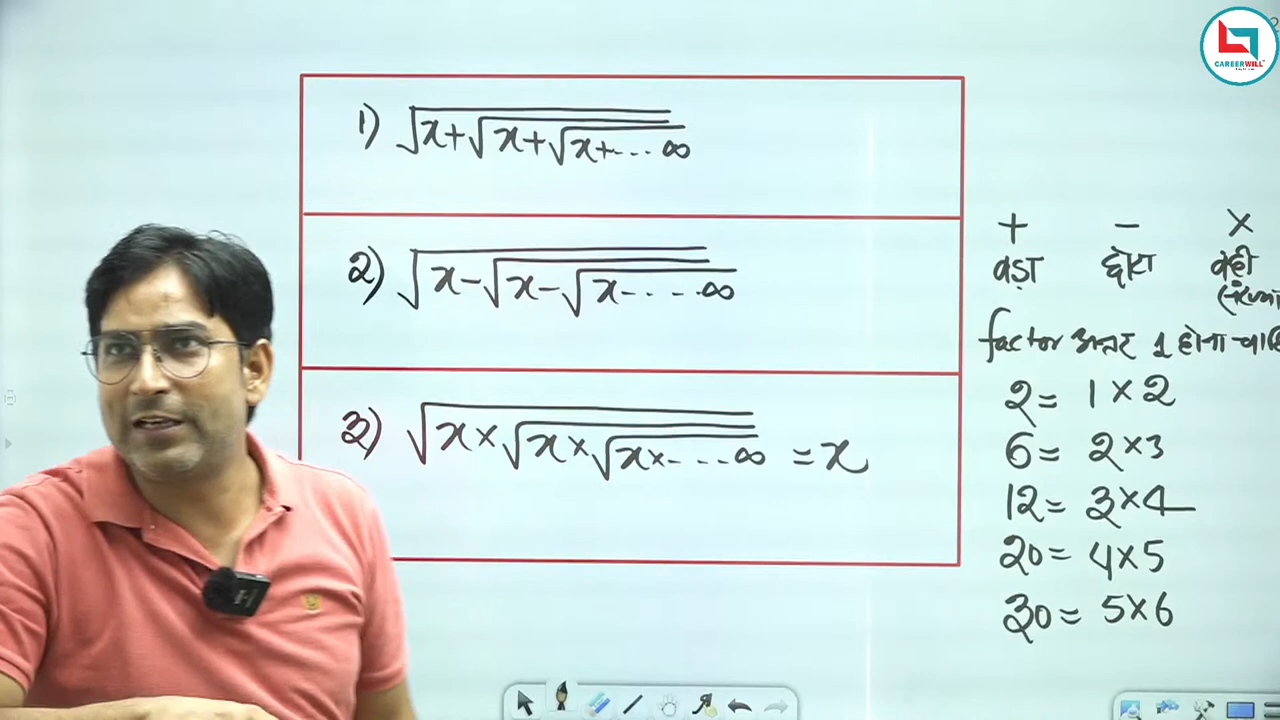 1) √x+√x+√x+--- ∞
2) √x-√x-√x---- ∞
3) √x×√x×√x×---- ∞ = x
+ - ×
बड़ा छोटा वही
factor अन्तर 1 होना
2 = 1×2
6 = 2×3
12 = 3×4
20 = 4×5
30 = 5×6
CAREERWILL